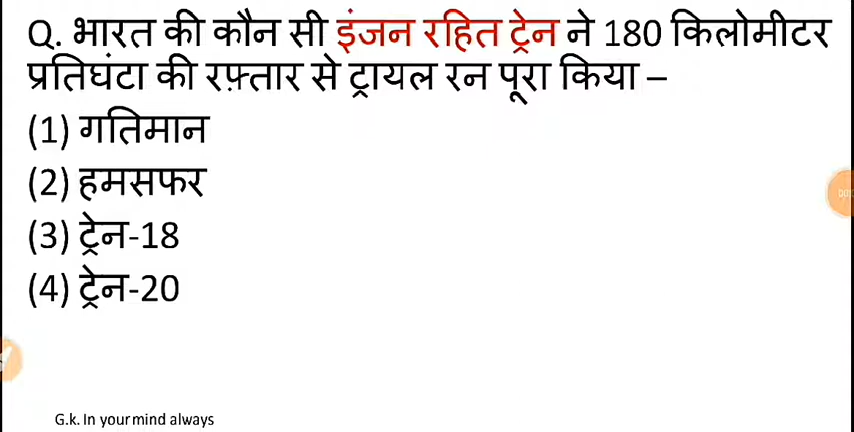 Q. भारत की कौन सी इंजन रहित ट्रेन ने 180 किलोमीटर
प्रतिघंटा की रफ़्तार से ट्रायल रन पूरा किया –
(1) गतिमान
(2) हमसफर
(3) ट्रेन-18
(4) ट्रेन-20
G.k. In your mind always